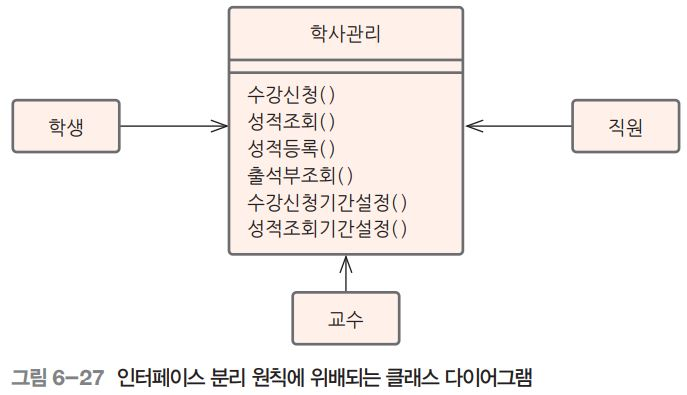 학사관리
수강신청()
성적조회()
성적등록()
출석부조회()
수강신청기간설정()
성적조회기간설정()
학생
직원
교수
그림 6-27 인터페이스 분리 원칙에 위배되는 클래스 다이어그램